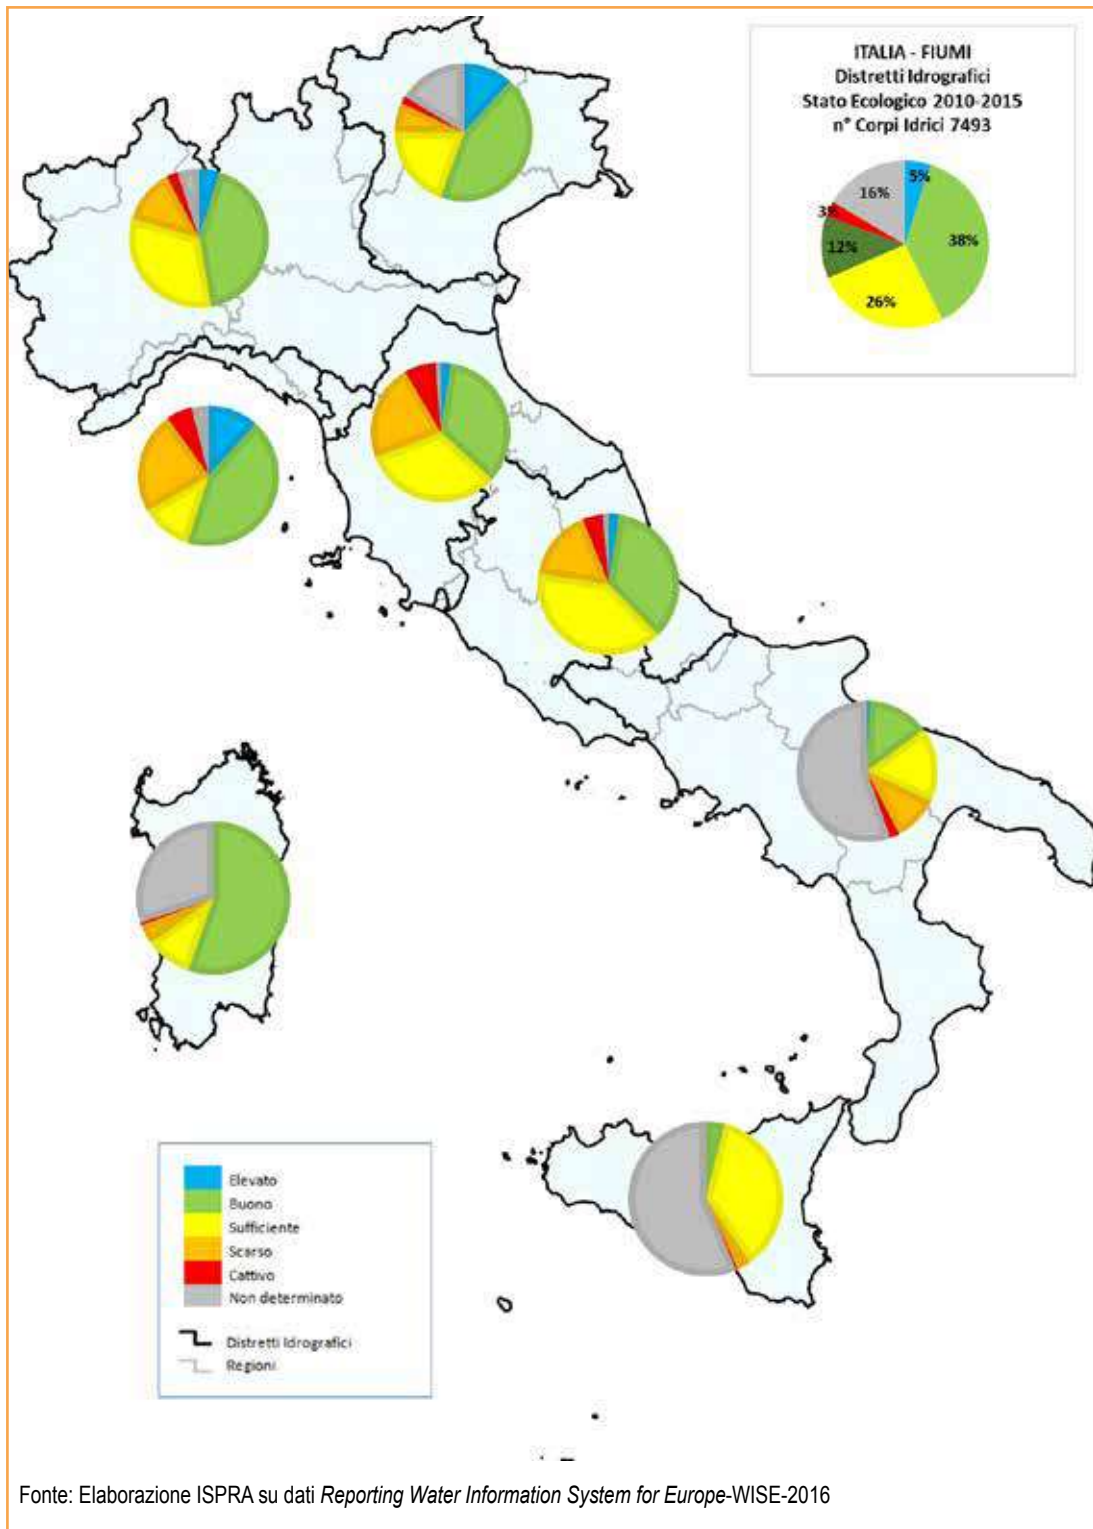 ITALIA - FIUMI
Distretti Idrografici
Stato Ecologico 2010-2015
n° Corpi Idrici 7493
5%
16%
3%
38%
12%
26%
Elevato
Buono
Sufficiente
Scarso
Cattivo
Non determinato
Distretti Idrografici
Regioni
Fonte: Elaborazione ISPRA su dati Reporting Water Information System for Europe-WISE-2016